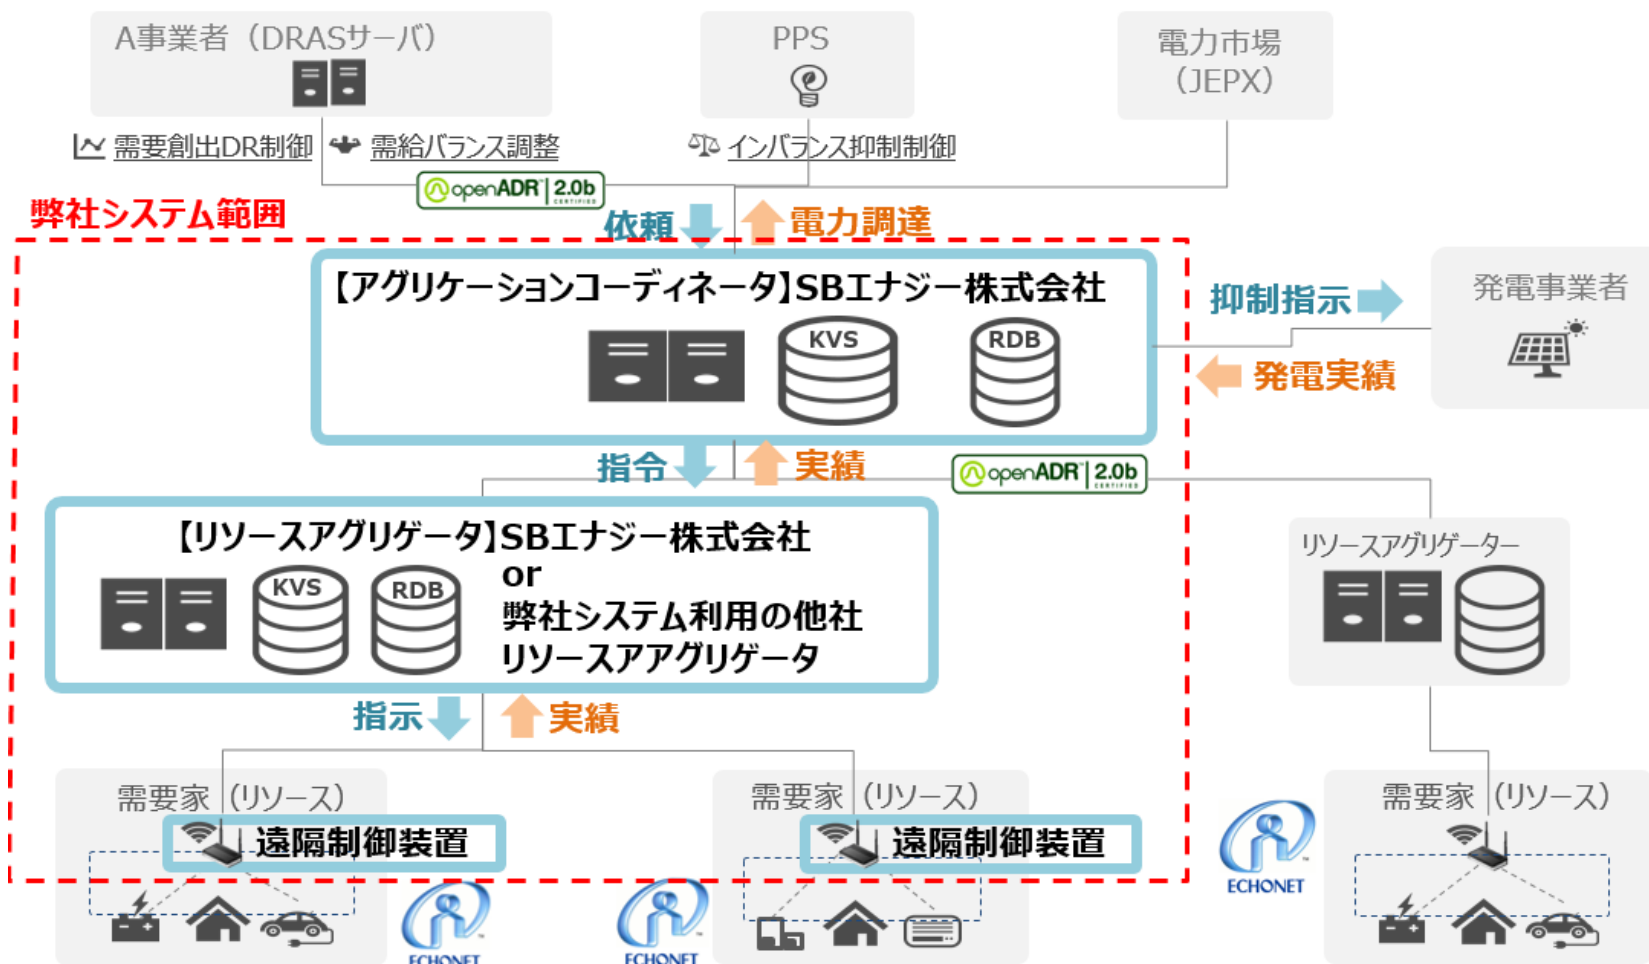 A事業者（DRASサーバ）
PPS
電力市場
（JEPX）
需要創出DR制御
需給バランス調整
インバランス抑制制御
openADR 2.0b
CERTIFIED
弊社システム範囲
依頼
電力調達
【アグリケーションコーディネータ】SBエナジー株式会社
KVS
RDB
抑制指示
発電事業者
発電実績
指令
実績
openADR 2.0b
CERTIFIED
【リソースアグリゲータ】SBエナジー株式会社
or
弊社システム利用の他社
リソースアアグリゲータ
KVS
RDB
リソースアグリゲーター
指示
実績
需要家（リソース）
遠隔制御装置
需要家（リソース）
遠隔制御装置
需要家（リソース）
ECHONET
ECHONET
ECHONET